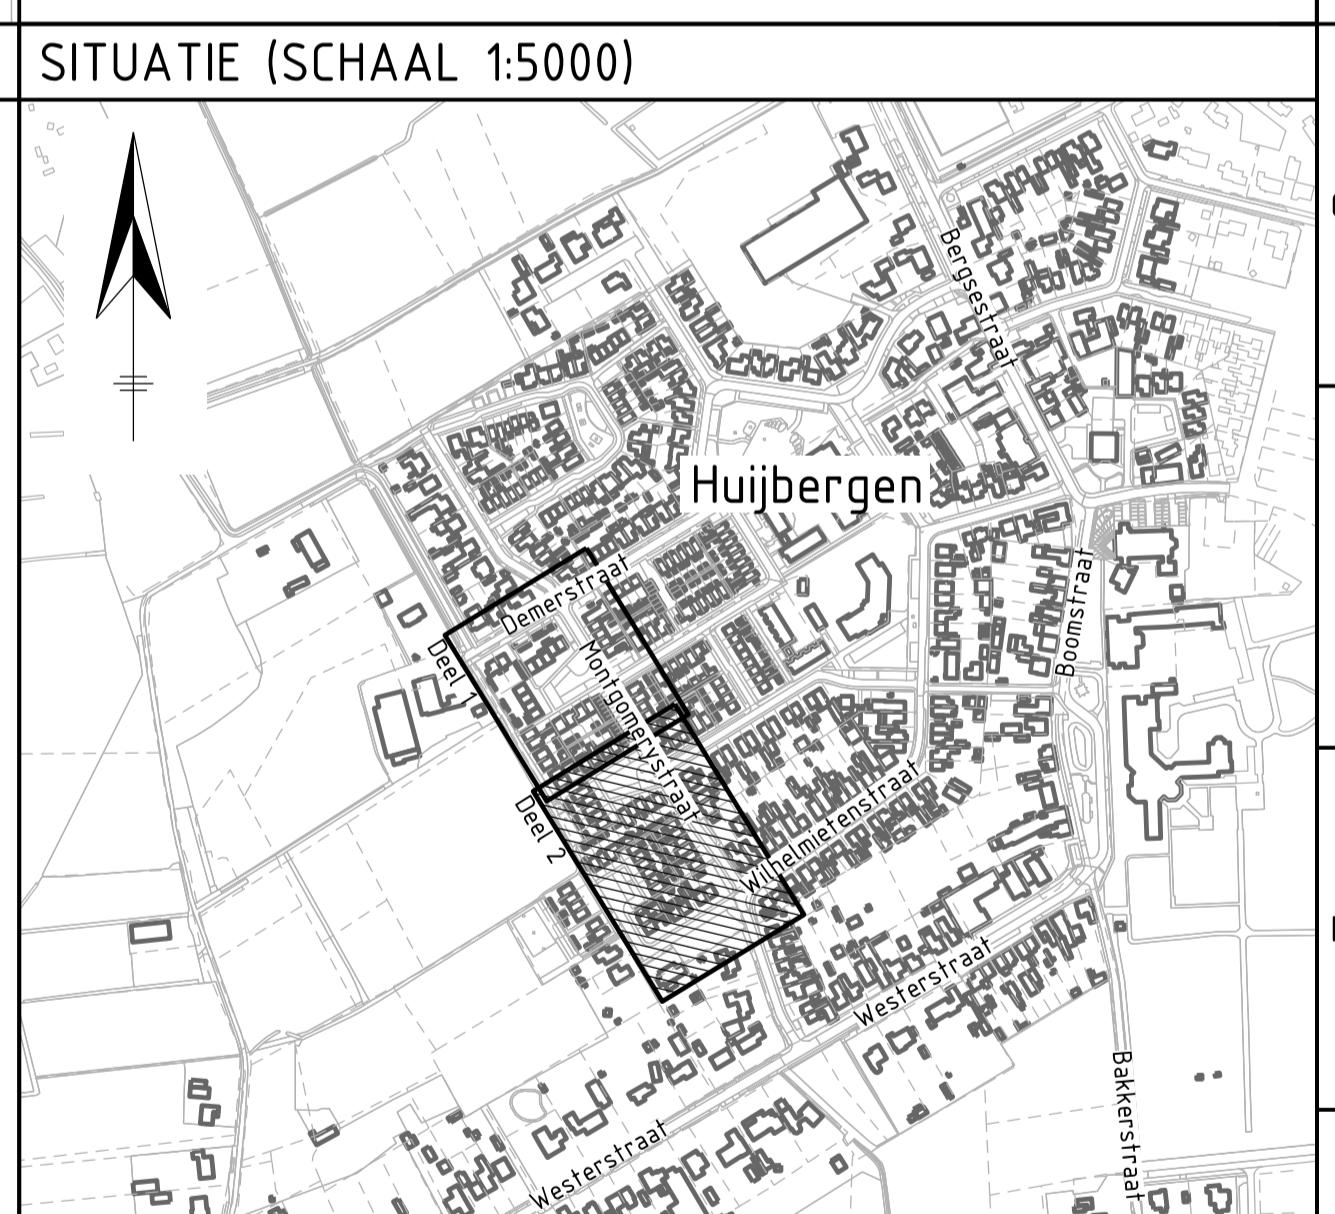 SITUATIE (SCHAAL 1:5000)
Bergsestraat
Huijbergen
Demerstraat
Boomstraat
Deel 1
Montgomerystraat
Deel 2
Wilhelmietenstraat
Westerstraat
Bakkerstraat
Westerstraat